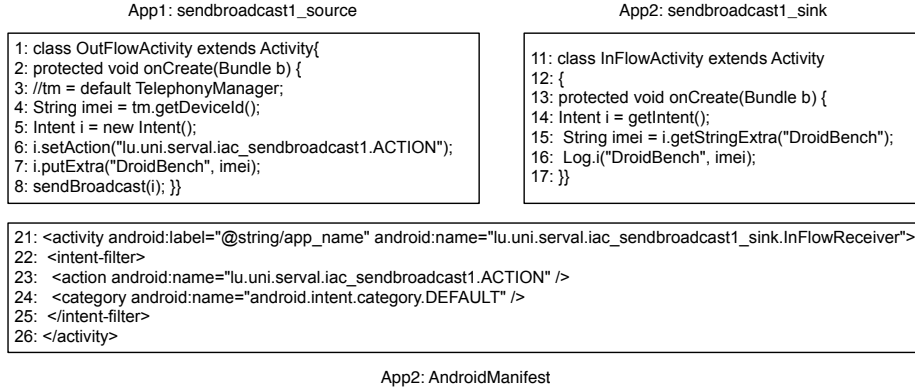 App1: sendbroadcast1_source
1: class OutFlowActivity extends Activity{
2: protected void onCreate(Bundle b) {
3: //tm = default TelephonyManager;
4: String imei = tm.getDeviceId();
5: Intent i = new Intent();
6: i.setAction("lu.uni.serval.iac_sendbroadcast1.ACTION");
7: i.putExtra("DroidBench", imei);
8: sendBroadcast(i); }}
App2: sendbroadcast1_sink
11: class InFlowActivity extends Activity
12: {
13: protected void onCreate(Bundle b) {
14: Intent i = getIntent();
15: String imei = i.getStringExtra("DroidBench");
16: Log.i("DroidBench", imei);
17: }}
21: <activity android:label="@string/app_name" android:name="lu.uni.serval.iac_sendbroadcast1_sink.InFlowReceiver">
22: <intent-filter>
23: <action android:name="lu.uni.serval.iac_sendbroadcast1.ACTION" />
24: <category android:name="android.intent.category.DEFAULT" />
25: </intent-filter>
26: </activity>
App2: AndroidManifest